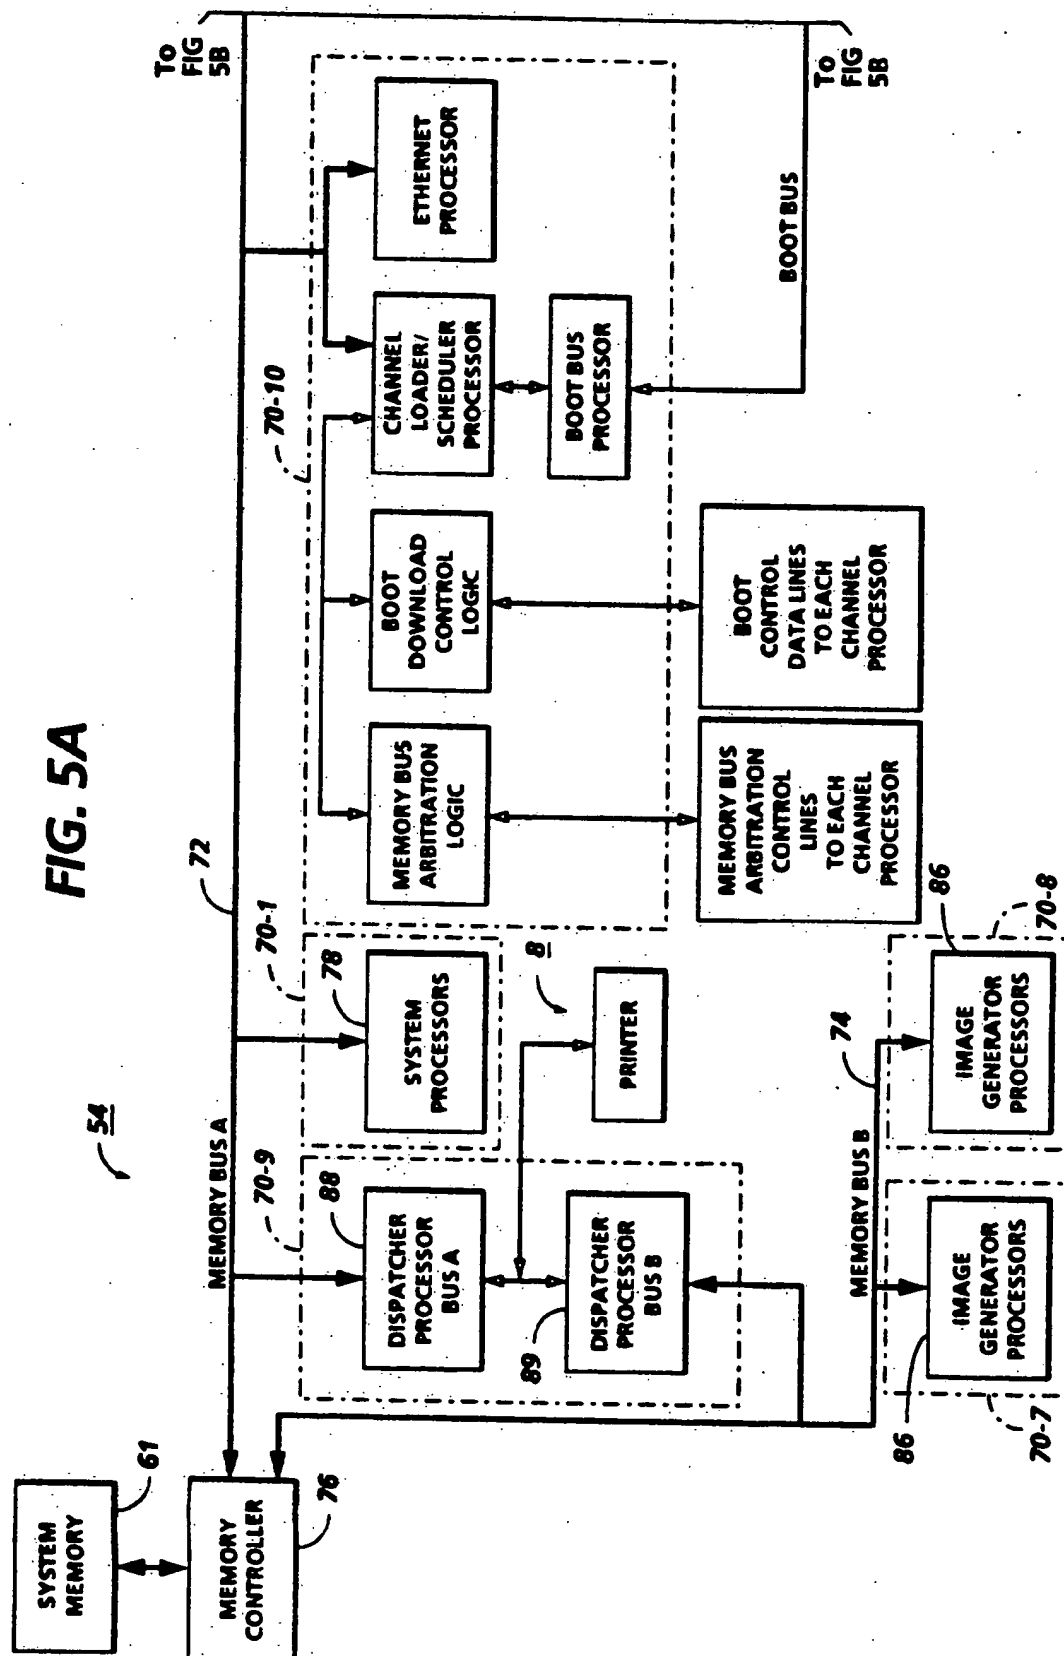 FIG. 5A
54
SYSTEM
MEMORY
61
MEMORY
CONTROLLER
76
MEMORY BUS A
72
To
FIG
5B
70-9
88
DISPATCHER
PROCESSOR
BUS A
89
DISPATCHER
PROCESSOR
BUS B
70-1
78
SYSTEM
PROCESSORS
8
PRINTER
70-10
MEMORY BUS
ARBITRATION
LOGIC
BOOT
DOWNLOAD
CONTROL
LOGIC
CHANNEL
LOADER/
SCHEDULER
PROCESSOR
ETHERNET
PROCESSOR
BOOT BUS
PROCESSOR
MEMORY BUS
ARBITRATION
CONTROL
LINES
TO EACH
CHANNEL
PROCESSOR
BOOT
CONTROL
DATA LINES
TO EACH
CHANNEL
PROCESSOR
BOOT BUS
To
FIG
5B
MEMORY BUS B
74
86
IMAGE
GENERATOR
PROCESSORS
70-7
86
IMAGE
GENERATOR
PROCESSORS
70-8